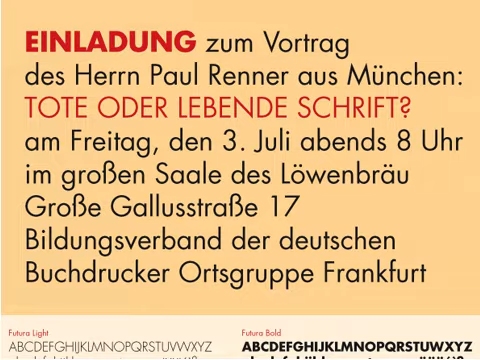 EINLADUNG zum Vortrag
des Herrn Paul Renner aus München:
TOTE ODER LEBENDE SCHRIFT?
am Freitag, den 3. Juli abends 8 Uhr
im großen Saale des Löwenbräu
Große Gallusstraße 17
Bildungsverband der deutschen
Buchdrucker Ortsgruppe Frankfurt
Futura Light
ABCDEFGHIJKLMNOPQRSTUVWXYZ
Futura Bold
ABCDEFGHIJKLMNOPQRSTUVWXYZ